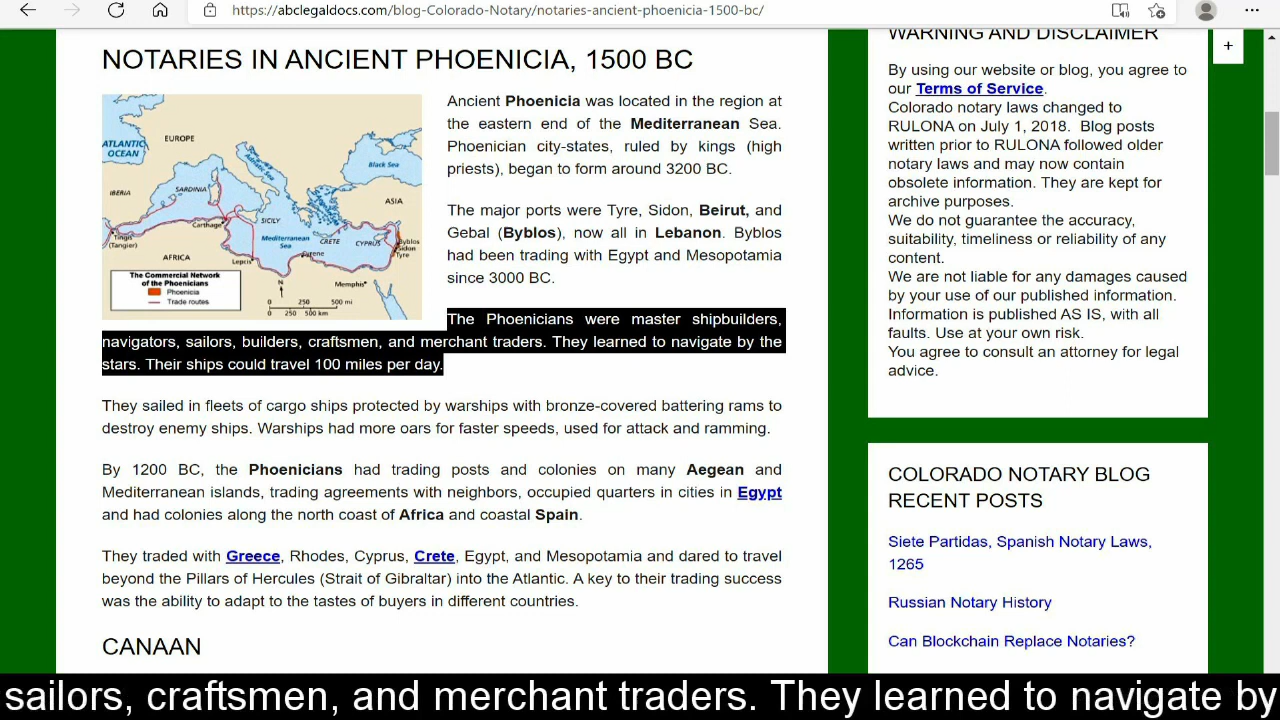 https://abclegaldocs.com/blog-Colorado-Notary/notaries-ancient-phoenicia-1500-bc/
NOTARIES IN ANCIENT PHOENICIA, 1500 BC
ATLANTIC
OCEAN
EUROPE
Adriatic Sea
Black Sea
IBERIA
SARDINIA
ASIA
SICILY
Carthage
Tingis
(Tangier)
Mediterranean
Sea
CRETE
CYPRUS
Byblos
Sidon
Tyre
AFRICA
Lepcis
Cyrene
Memphis
The Commercial Network
of the Phoenicians
Phoenicia
Trade routes
N
0 250 500 mi
0 250 500 km
Ancient Phoenicia was located in the region at
the eastern end of the Mediterranean Sea.
Phoenician city-states, ruled by kings (high
priests), began to form around 3200 BC.
The major ports were Tyre, Sidon, Beirut, and
Gebal (Byblos), now all in Lebanon. Byblos
had been trading with Egypt and Mesopotamia
since 3000 BC.
The Phoenicians were master shipbuilders,
navigators, sailors, builders, craftsmen, and merchant traders. They learned to navigate by the
stars. Their ships could travel 100 miles per day.
They sailed in fleets of cargo ships protected by warships with bronze-covered battering rams to
destroy enemy ships. Warships had more oars for faster speeds, used for attack and ramming.
By 1200 BC, the Phoenicians had trading posts and colonies on many Aegean and
Mediterranean islands, trading agreements with neighbors, occupied quarters in cities in Egypt
and had colonies along the north coast of Africa and coastal Spain.
They traded with Greece, Rhodes, Cyprus, Crete, Egypt, and Mesopotamia and dared to travel
beyond the Pillars of Hercules (Strait of Gibraltar) into the Atlantic. A key to their trading success
was the ability to adapt to the tastes of buyers in different countries.
CANAAN
WARNING AND DISCLAIMER
By using our website or blog, you agree to
our Terms of Service.
Colorado notary laws changed to
RULONA on July 1, 2018. Blog posts
written prior to RULONA followed older
notary laws and may now contain
obsolete information. They are kept for
archive purposes.
We do not guarantee the accuracy,
suitability, timeliness or reliability of any
content.
We are not liable for any damages caused
by your use of our published information.
Information is published AS IS, with all
faults. Use at your own risk.
You agree to consult an attorney for legal
advice.
COLORADO NOTARY BLOG
RECENT POSTS
Siete Partidas, Spanish Notary Laws,
1265
Russian Notary History
Can Blockchain Replace Notaries?
sailors, craftsmen, and merchant traders. They learned to navigate by